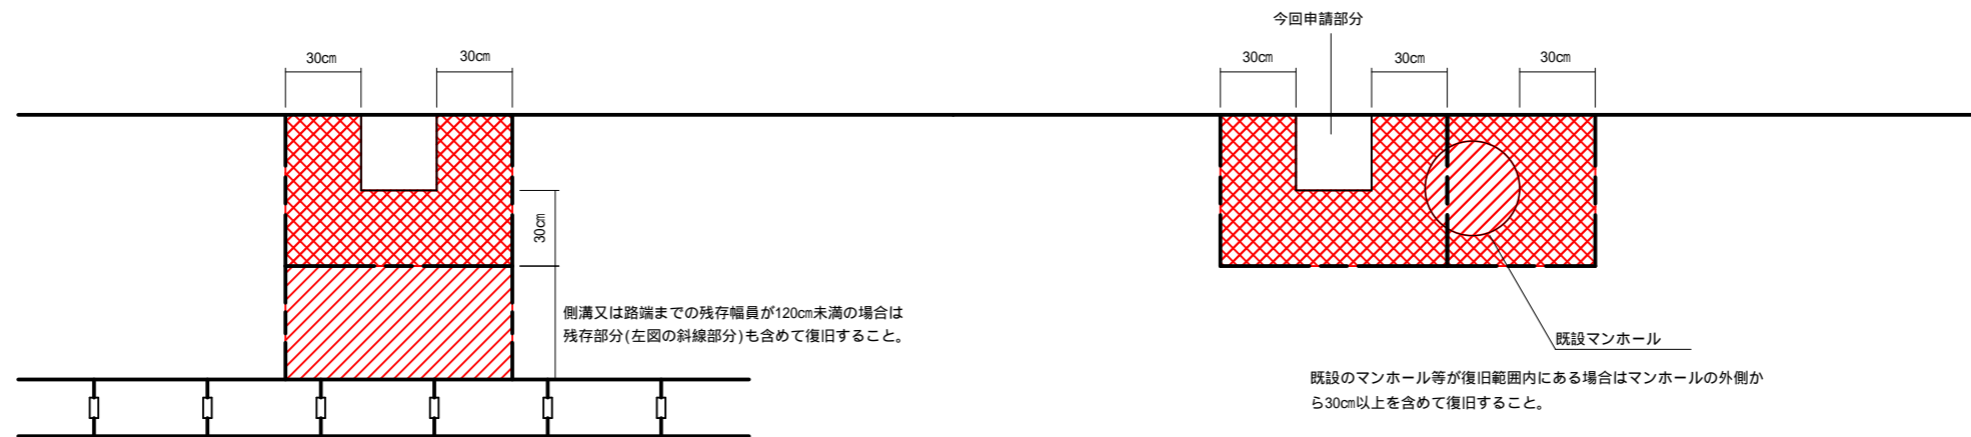 30㎝
30㎝
30㎝
側溝又は路端までの残存幅員が120㎝未満の場合は
残存部分(左図の斜線部分)も含めて復旧すること。
今回申請部分
30㎝
30㎝
30㎝
既設マンホール
既設のマンホール等が復旧範囲内にある場合はマンホールの外側か
ら30㎝以上を含めて復旧すること。